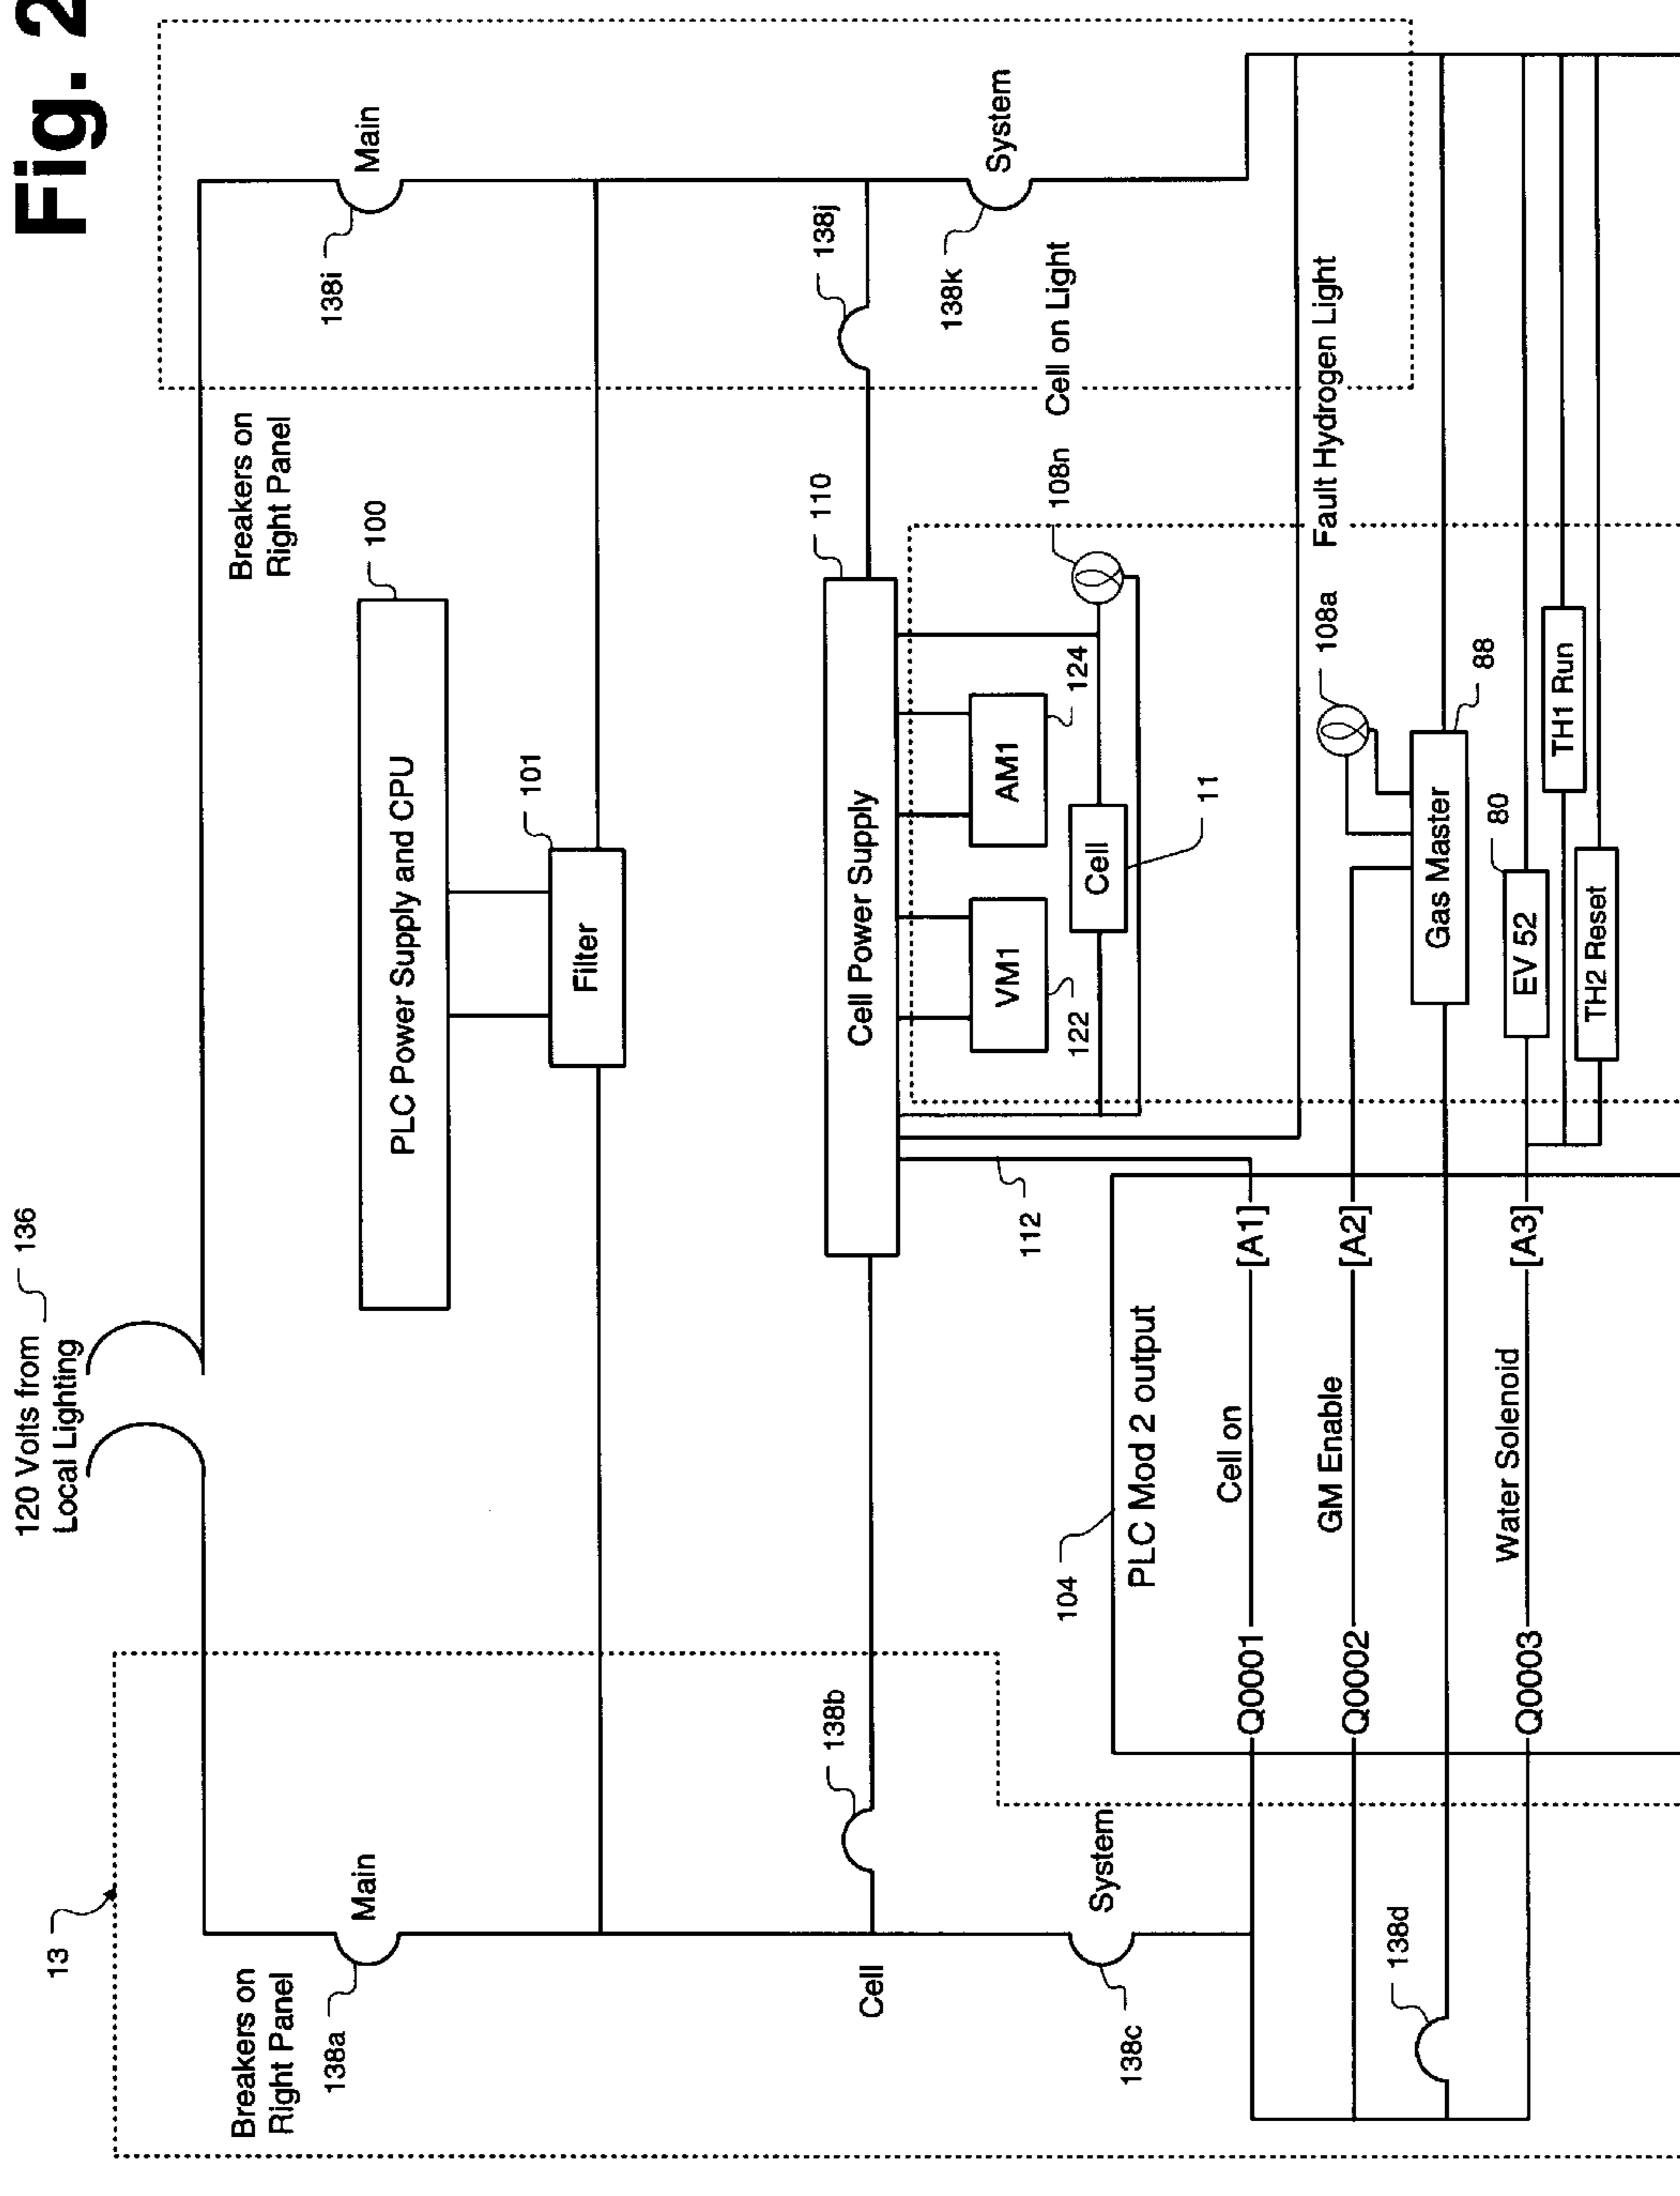 Fig. 2
120 Volts from
Local Lighting
136
13
Breakers on
Right Panel
Breakers on
Right Panel
138a
Main
138i
Main
PLC Power Supply and CPU
100
Filter
101
Cell
138b
Cell Power Supply
110
138j
138c
System
138k
System
VM1
122
AM1
124
Cell
11
108n
Cell on Light
112
104
PLC Mod 2 output
Q0001
Cell on
[A1]
Q0002
GM Enable
[A2]
108a
Fault Hydrogen Light
138d
Gas Master
88
Q0003
Water Solenoid
[A3]
EV 52
80
TH1 Run
TH2 Reset